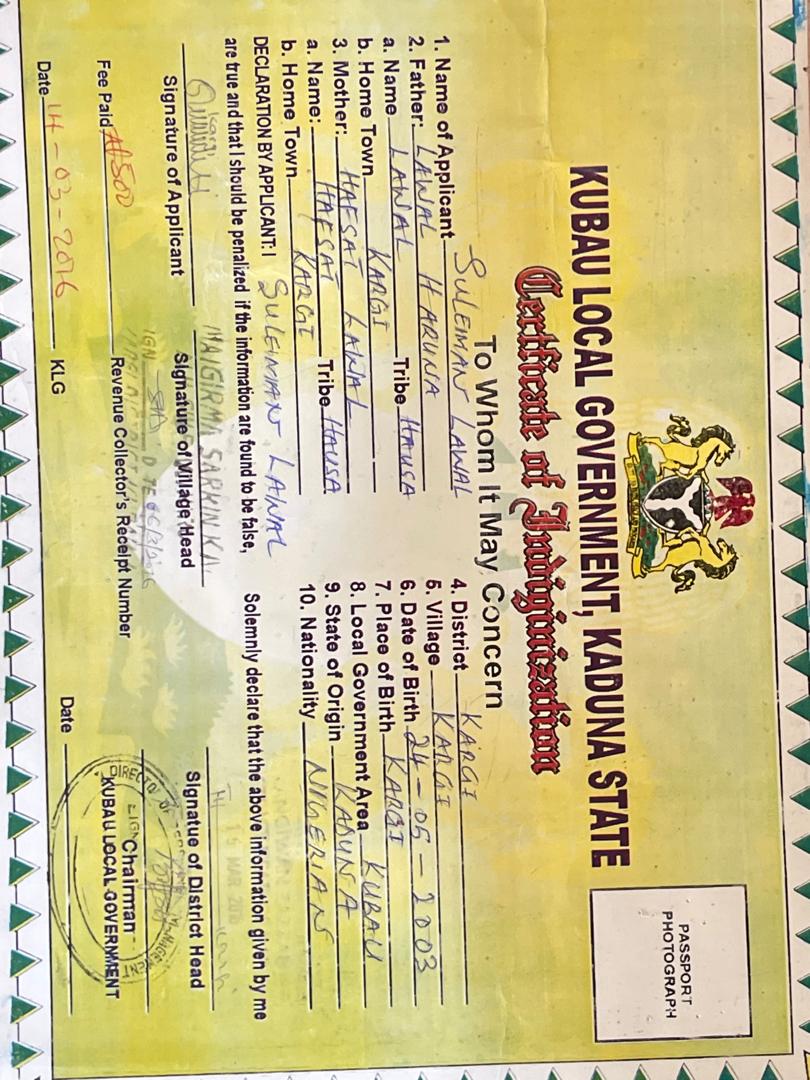 KUBAU LOCAL GOVERNMENT, KADUNA STATE
Certificate of Indiginization
To Whom It May Concern
PASSPORT
PHOTOGRAPH
1. Name of Applicant SULEIMAN LAWAL
2. Father: LAWAL HARUNA
a. Name LAWAL Tribe HAUSA
b. Home Town KARGI
3. Mother: HAFSAT LAWAL
a. Name: HAFSAT Tribe HAUSA
b. Home Town KARGI
4. District KARGI
5. Village KARGI
6. Date of Birth 24-05-2003
7. Place of Birth KARGI
8. Local Government Area KUBAU
9. State of Origin KADUNA
10. Nationality NIGERIAN
DECLARATION BY APPLICANT: I SULEIMAN LAWAL Solemnly declare that the above information given by me
are true and that I should be penalized if the information are found to be false,
Signature of Applicant
MAIGIRMA SARKIN KA
Signature of Village Head
15 MAR
Signatue of District Head
Fee Paid ₦500
Revenue Collector's Receipt Number
Chairman
KUBAU LOCAL GOVERNMENT
Date 14-03-2016 KLG
Date